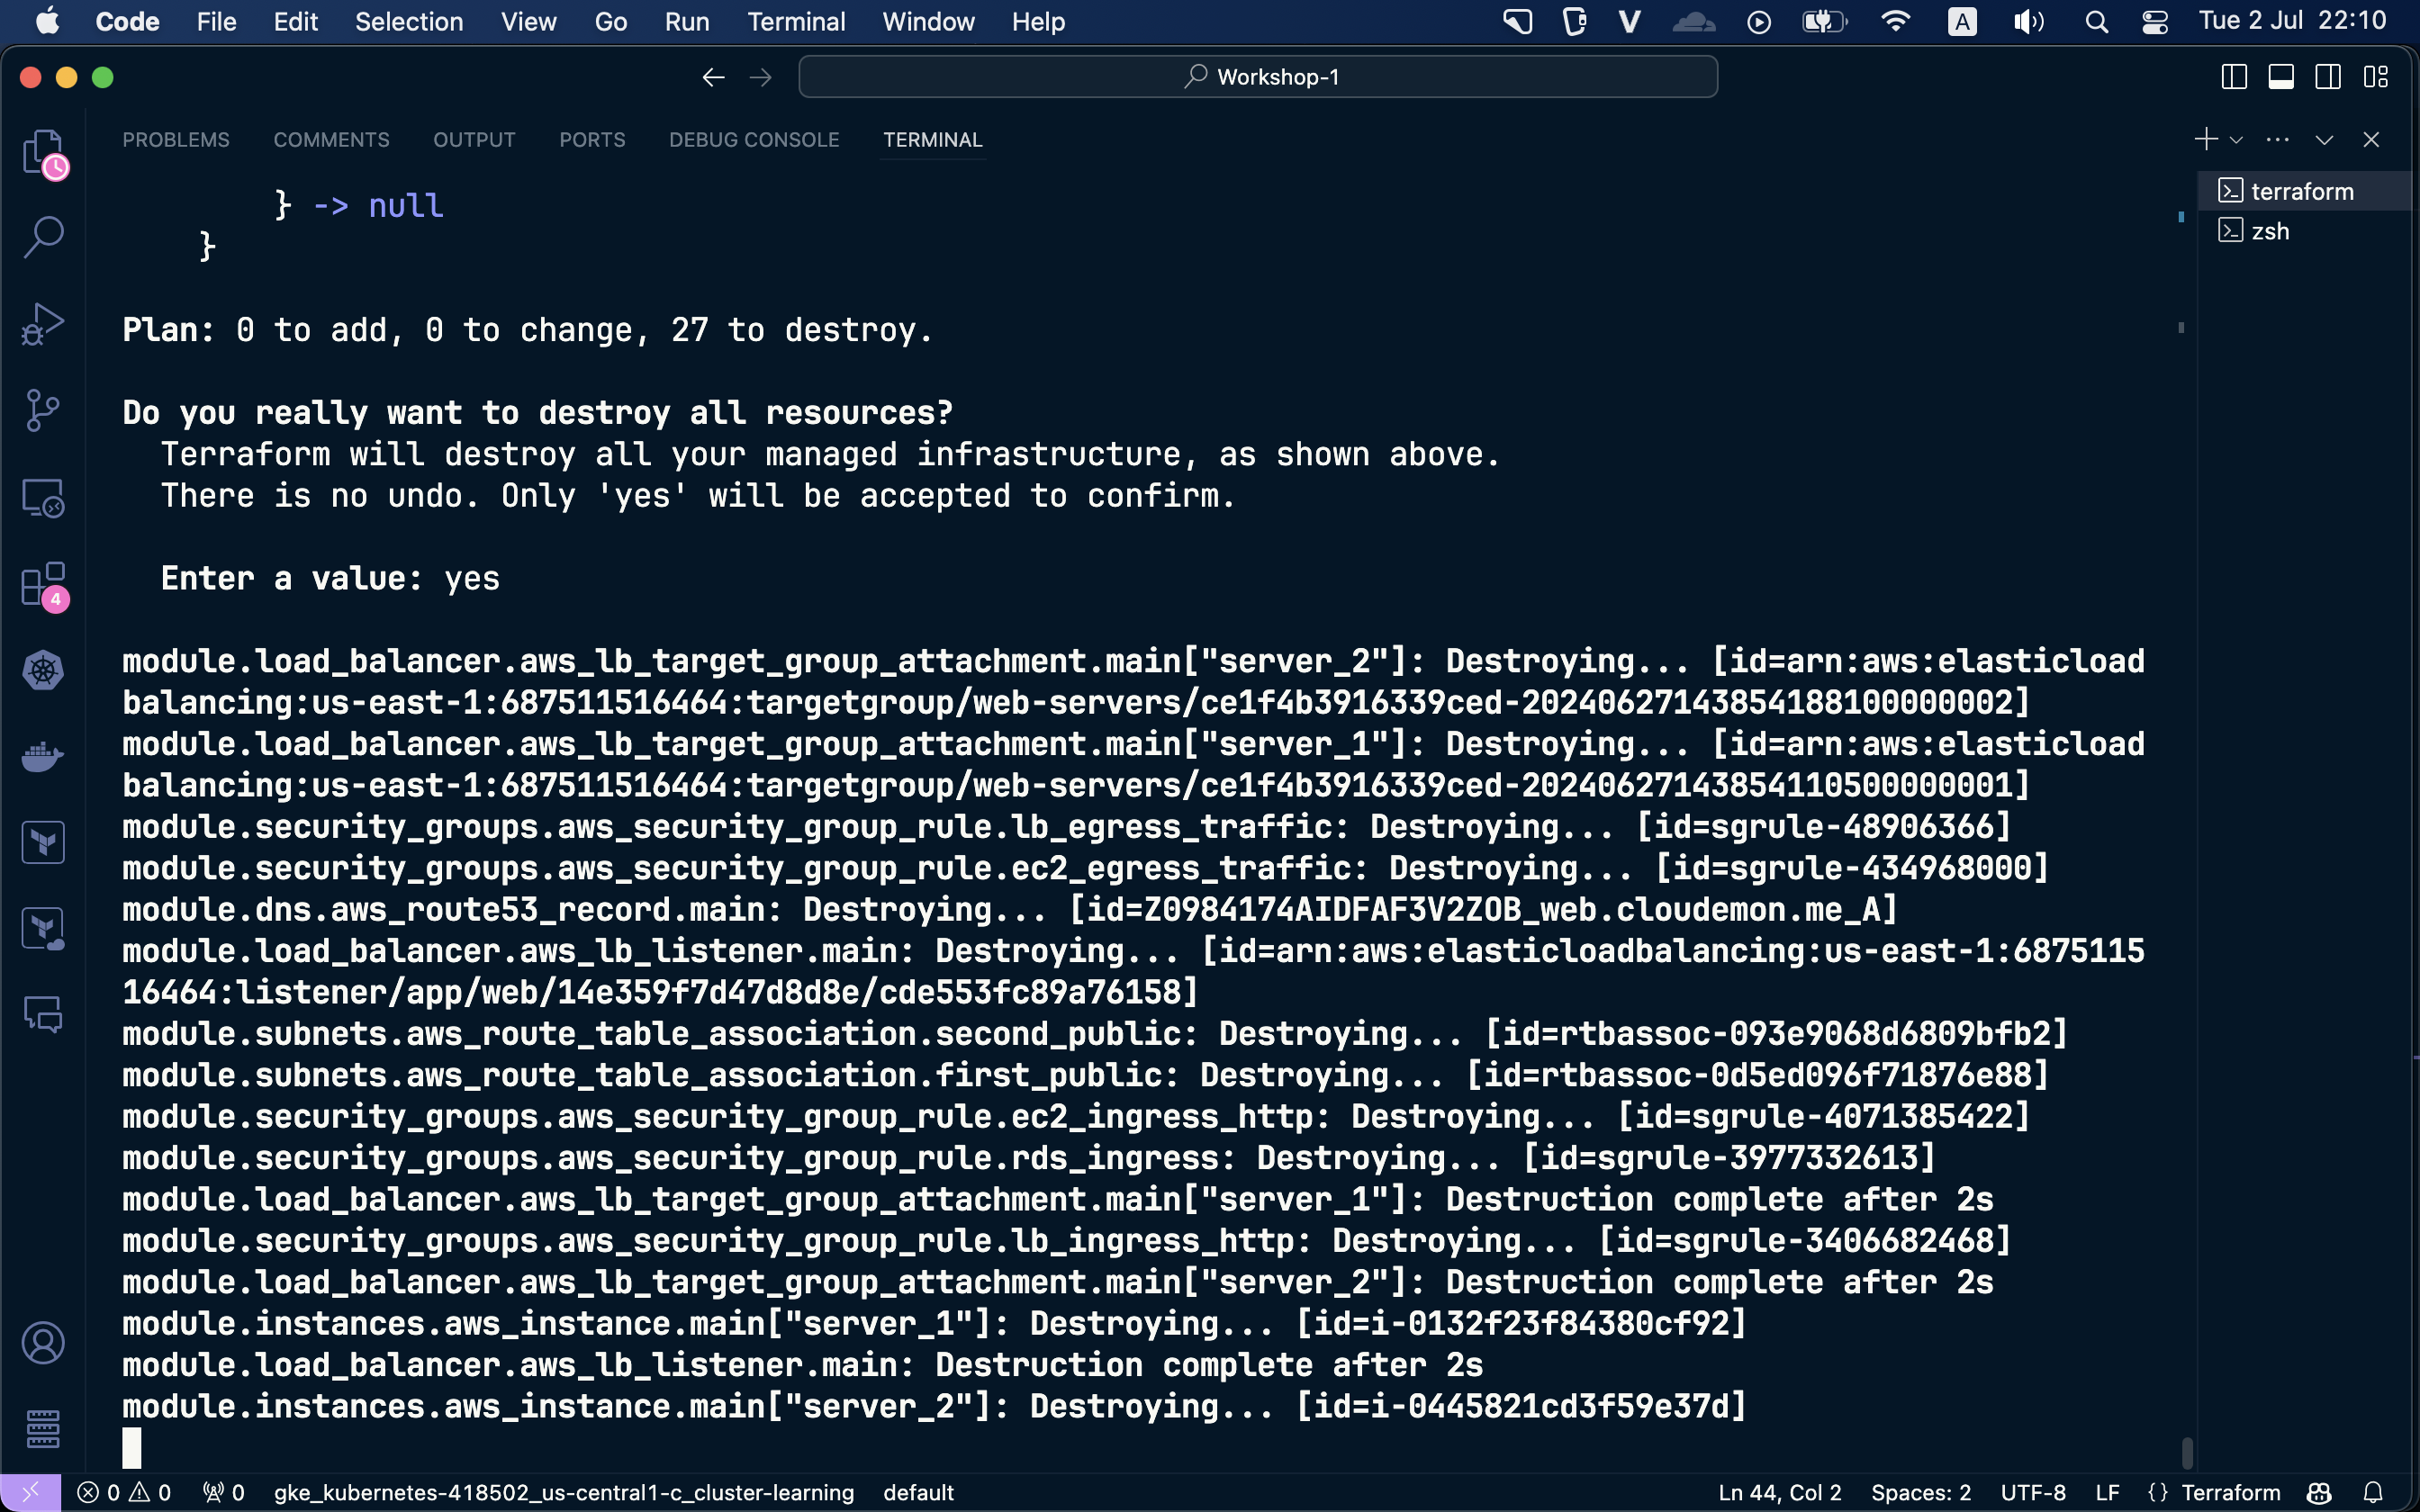 Code File Edit Selection View Go Run Terminal Window Help A Tue 2 Jul 22:10
Workshop-1
PROBLEMS COMMENTS OUTPUT PORTS DEBUG CONSOLE TERMINAL
terraform
zsh
} -> null
}
Plan: 0 to add, 0 to change, 27 to destroy.
Do you really want to destroy all resources?
Terraform will destroy all your managed infrastructure, as shown above.
There is no undo. Only 'yes' will be accepted to confirm.
Enter a value: yes
module.load_balancer.aws_lb_target_group_attachment.main["server_2"]: Destroying... [id=arn:aws:elasticload
balancing:us-east-1:687511516464:targetgroup/web-servers/ce1f4b3916339ced-20240627143854188100000002]
module.load_balancer.aws_lb_target_group_attachment.main["server_1"]: Destroying... [id=arn:aws:elasticload
balancing:us-east-1:687511516464:targetgroup/web-servers/ce1f4b3916339ced-20240627143854110500000001]
module.security_groups.aws_security_group_rule.lb_egress_traffic: Destroying... [id=sgrule-48906366]
module.security_groups.aws_security_group_rule.ec2_egress_traffic: Destroying... [id=sgrule-434968000]
module.dns.aws_route53_record.main: Destroying... [id=Z0984174AIDFAF3V2ZOB_web.cloudemon.me_A]
module.load_balancer.aws_lb_listener.main: Destroying... [id=arn:aws:elasticloadbalancing:us-east-1:6875115
16464:listener/app/web/14e359f7d47d8d8e/cde553fc89a76158]
module.subnets.aws_route_table_association.second_public: Destroying... [id=rtbassoc-093e9068d6809bfb2]
module.subnets.aws_route_table_association.first_public: Destroying... [id=rtbassoc-0d5ed096f71876e88]
module.security_groups.aws_security_group_rule.ec2_ingress_http: Destroying... [id=sgrule-4071385422]
module.security_groups.aws_security_group_rule.rds_ingress: Destroying... [id=sgrule-3977332613]
module.load_balancer.aws_lb_target_group_attachment.main["server_1"]: Destruction complete after 2s
module.security_groups.aws_security_group_rule.lb_ingress_http: Destroying... [id=sgrule-3406682468]
module.load_balancer.aws_lb_target_group_attachment.main["server_2"]: Destruction complete after 2s
module.instances.aws_instance.main["server_1"]: Destroying... [id=i-0132f23f84380cf92]
module.load_balancer.aws_lb_listener.main: Destruction complete after 2s
module.instances.aws_instance.main["server_2"]: Destroying... [id=i-0445821cd3f59e37d]
4
0 0 0 gke_kubernetes-418502_us-central1-c_cluster-learning default Ln 44, Col 2 Spaces: 2 UTF-8 LF {} Terraform